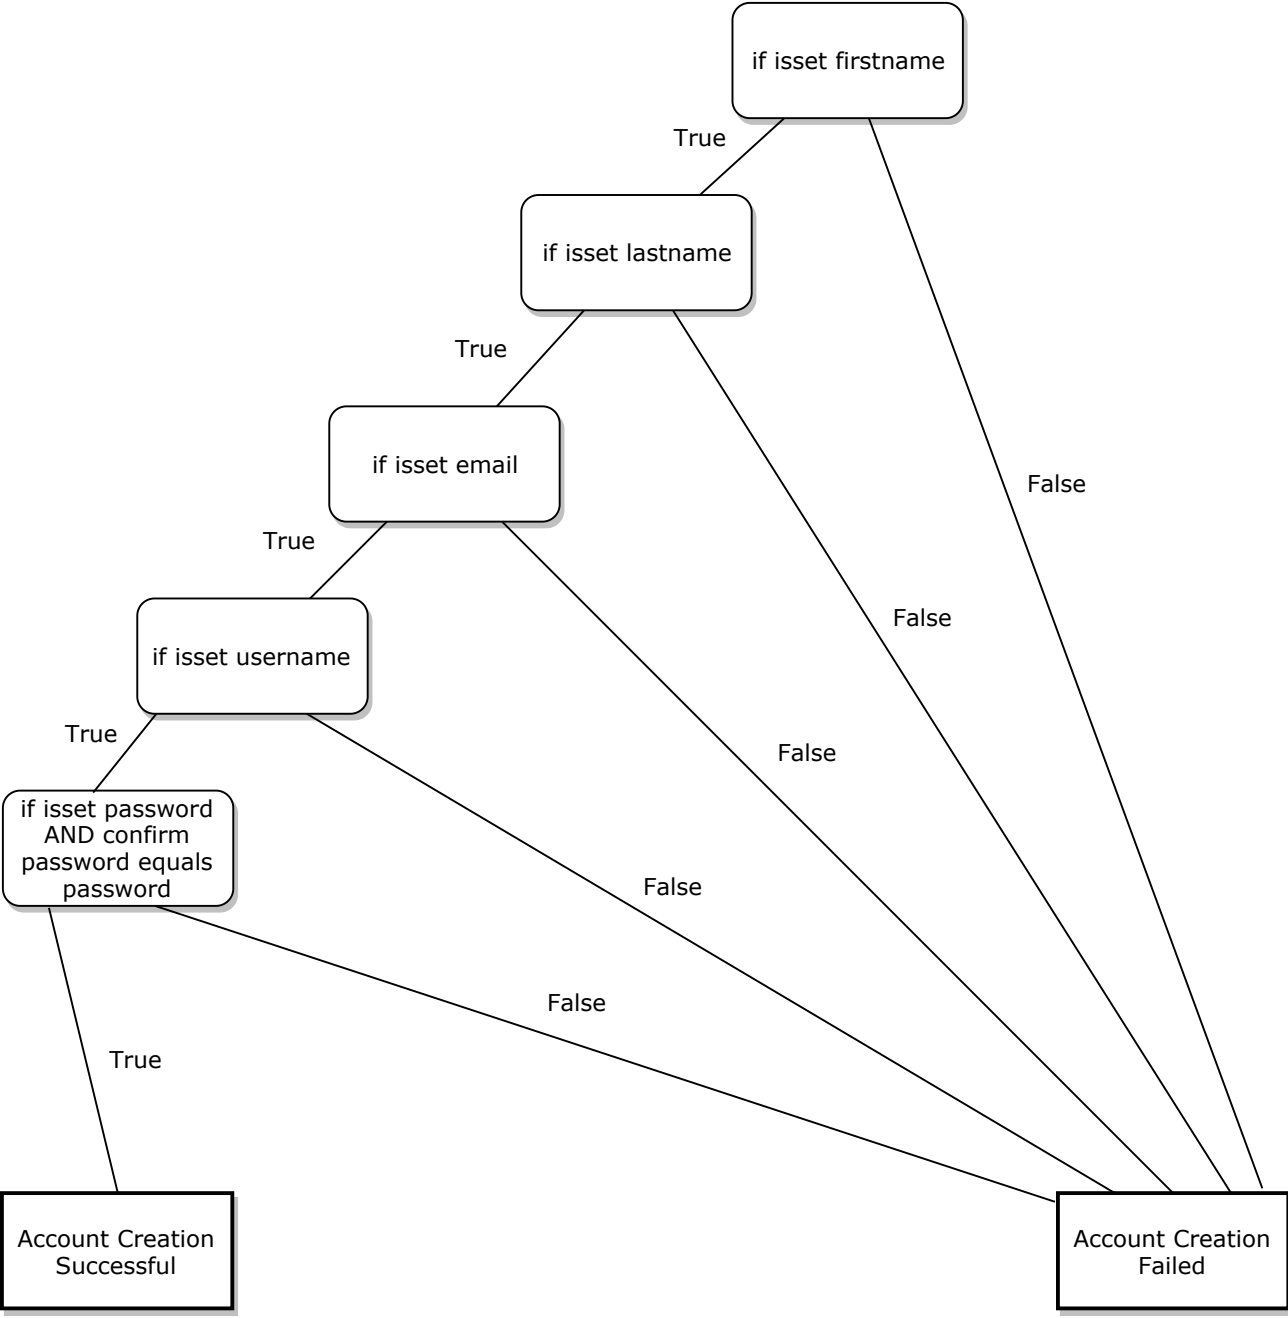 if isset firstname
True
if isset lastname
True
if isset email
False
True
False
if isset username
True
False
if isset password
AND confirm
password equals
password
False
False
True
Account Creation
Successful
Account Creation
Failed